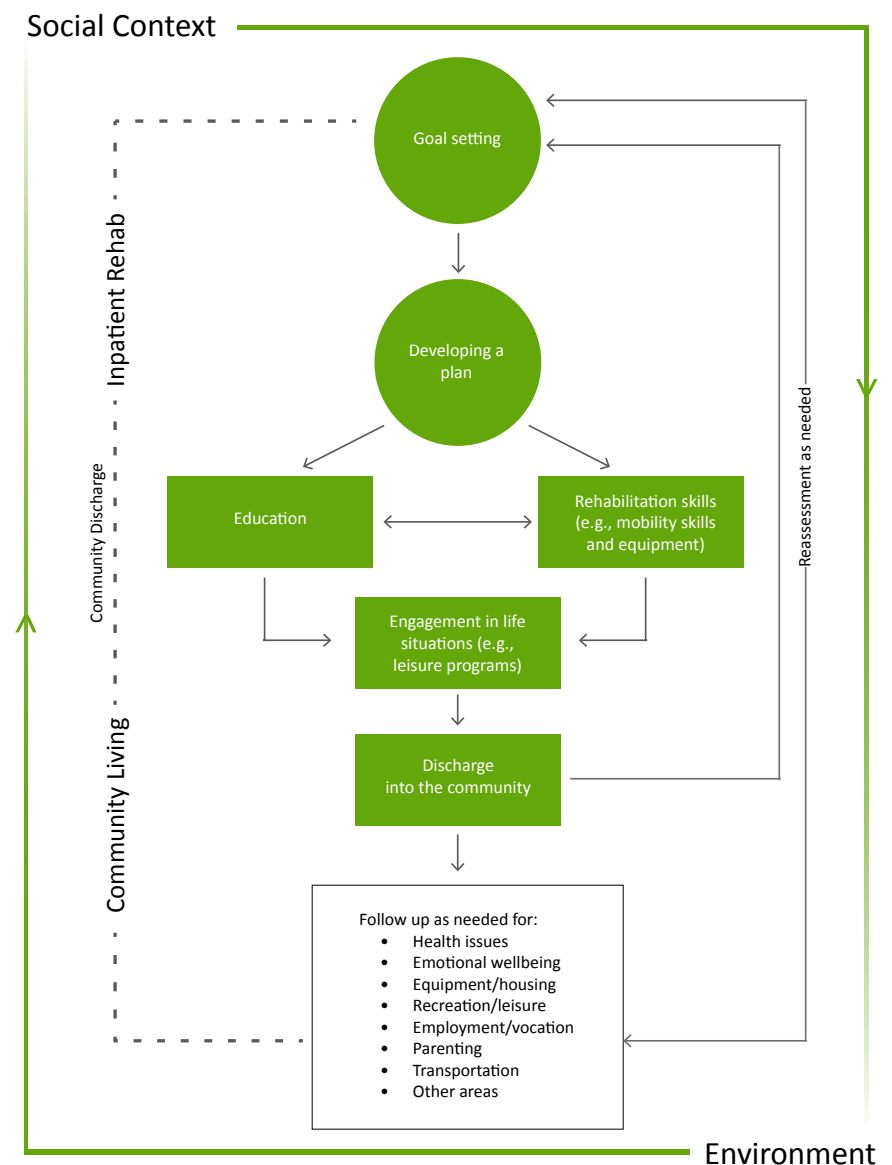 Social Context
Goal setting
Inpatient Rehab
Developing a
plan
Reassessment as needed
Community Discharge
Education
Rehabilitation skills
(e.g., mobility skills
and equipment)
Engagement in life
situations (e.g.,
leisure programs)
Community Living
Discharge
into the community
Follow up as needed for:
• Health issues
• Emotional wellbeing
• Equipment/housing
• Recreation/leisure
• Employment/vocation
• Parenting
• Transportation
• Other areas
Environment